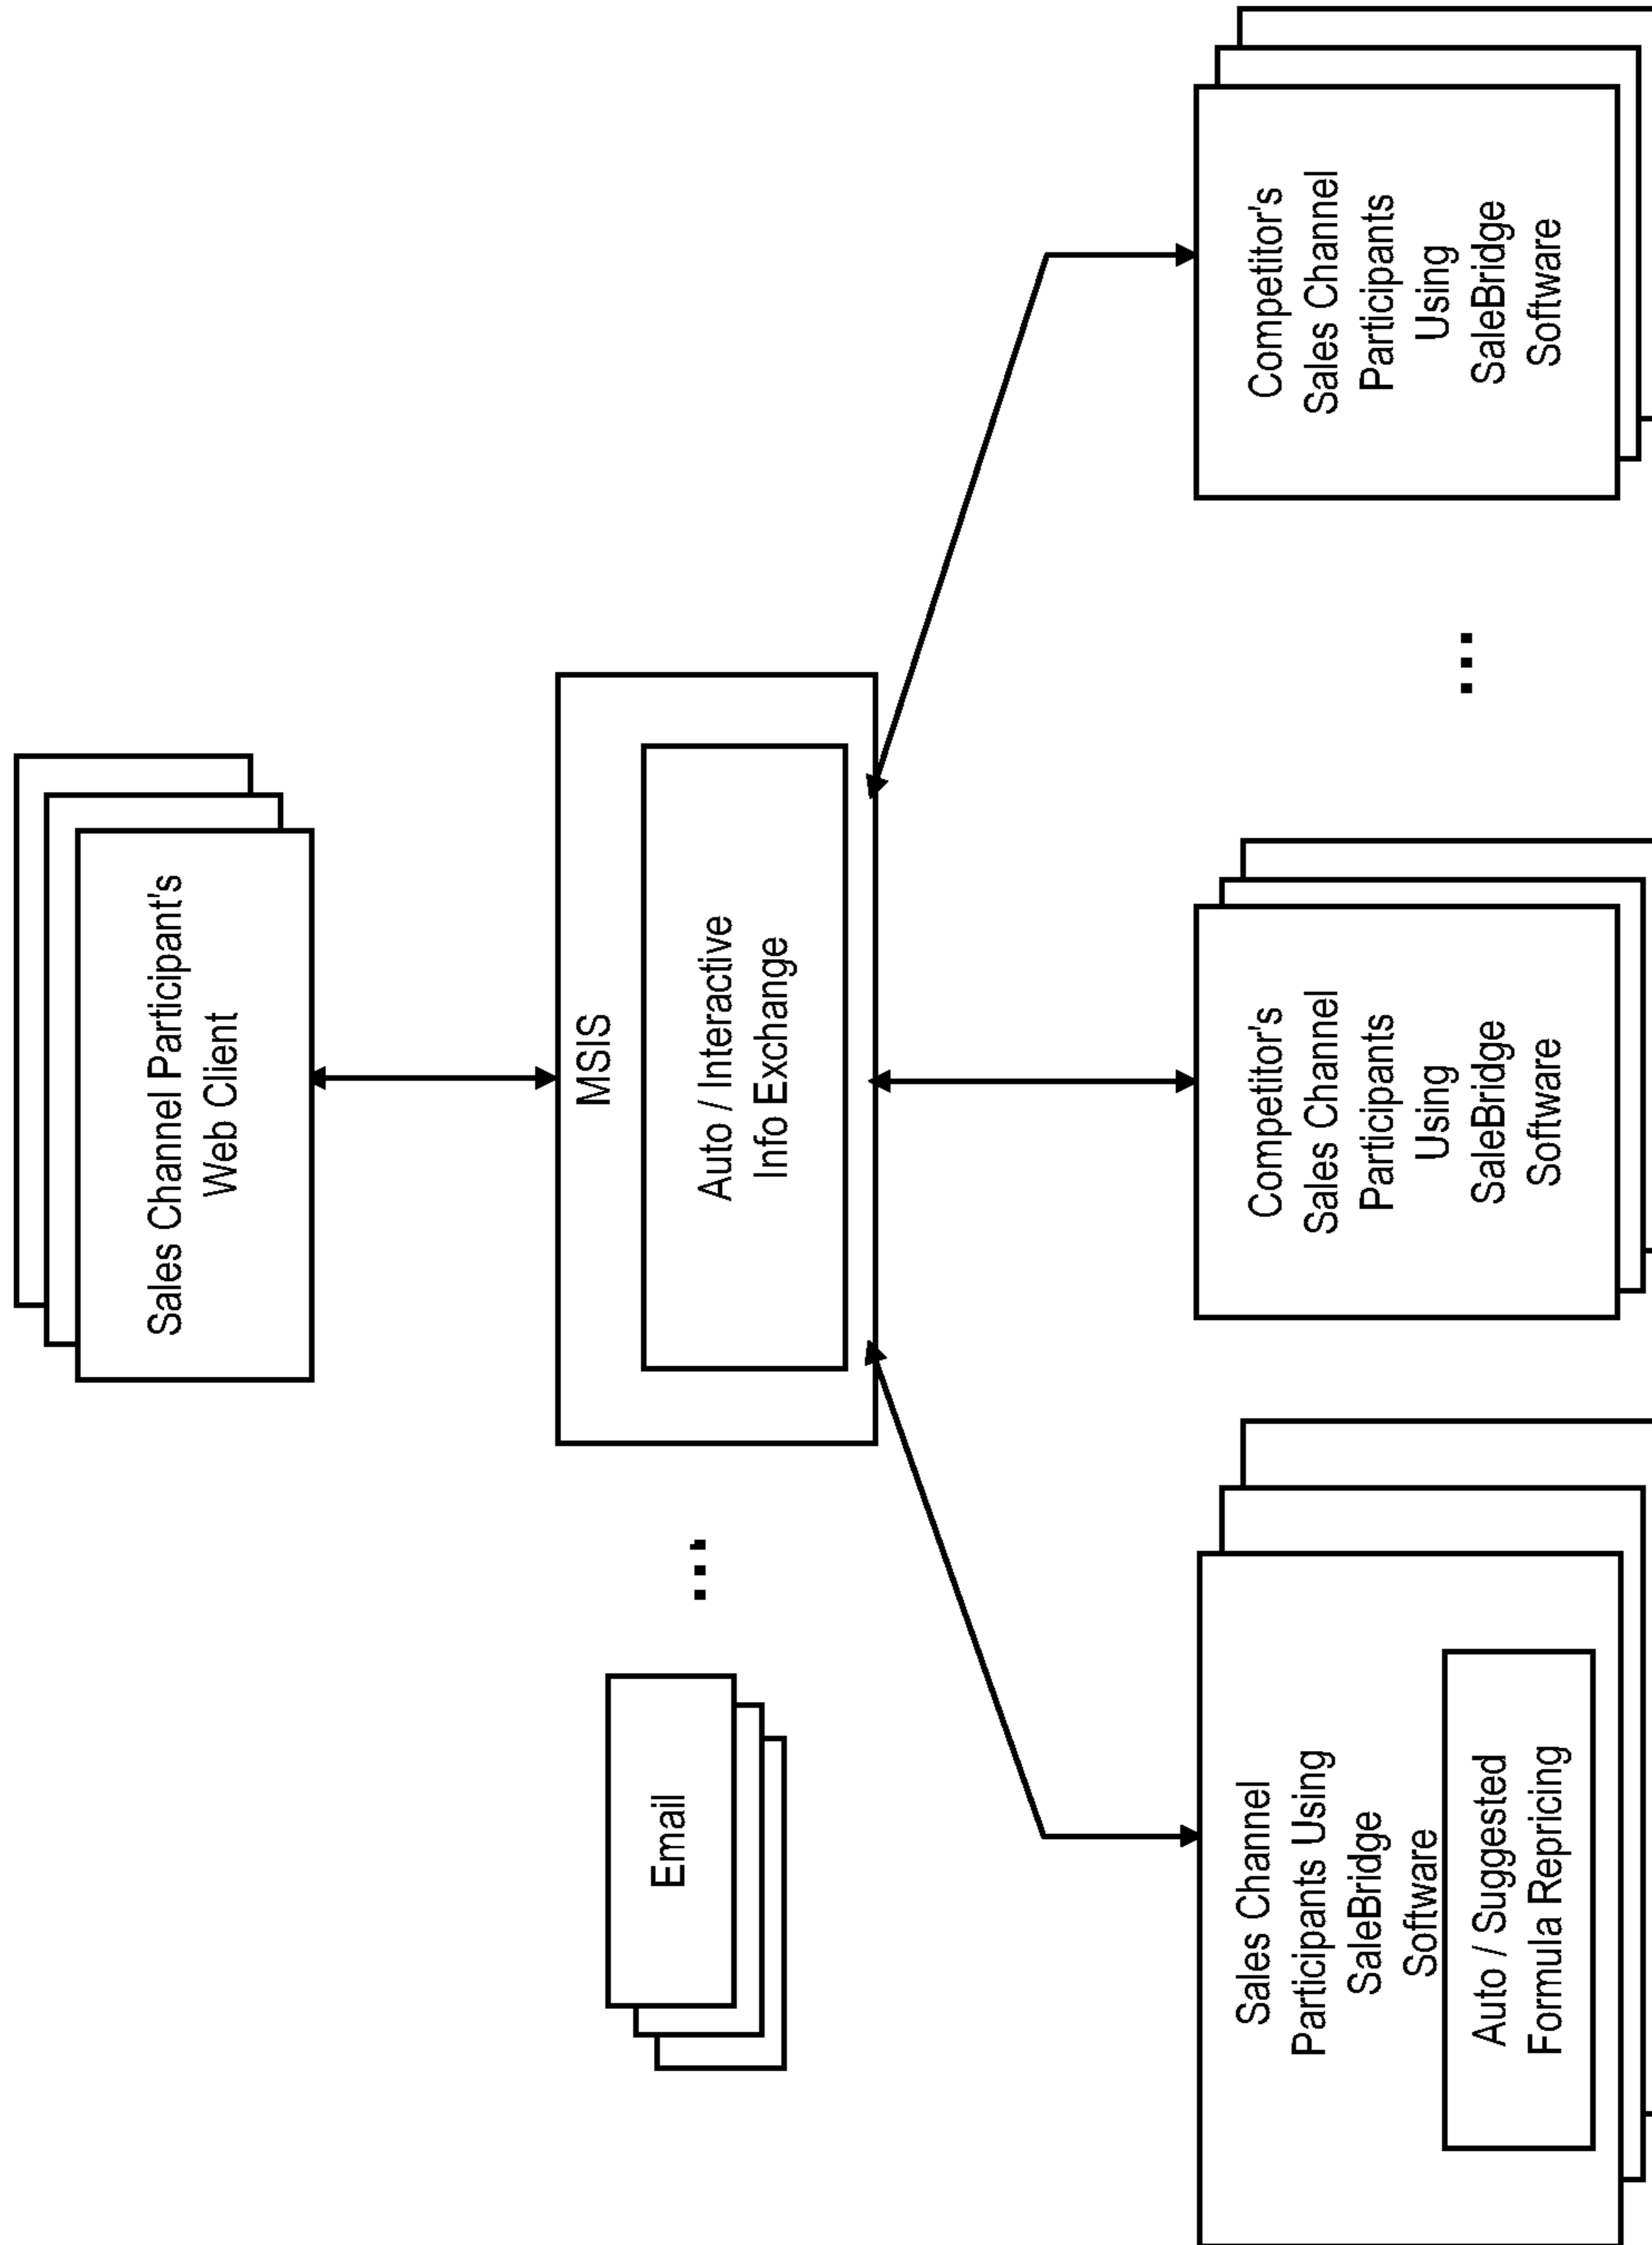 Sales Channel Participant's
Web Client
Email
...
MSIS
Auto / Interactive
Info Exchange
Sales Channel
Participants Using
SaleBridge
Software
Auto / Suggested
Formula Repricing
Competitor's
Sales Channel
Participants
Using
SaleBridge
Software
...
Competitor's
Sales Channel
Participants
Using
SaleBridge
Software